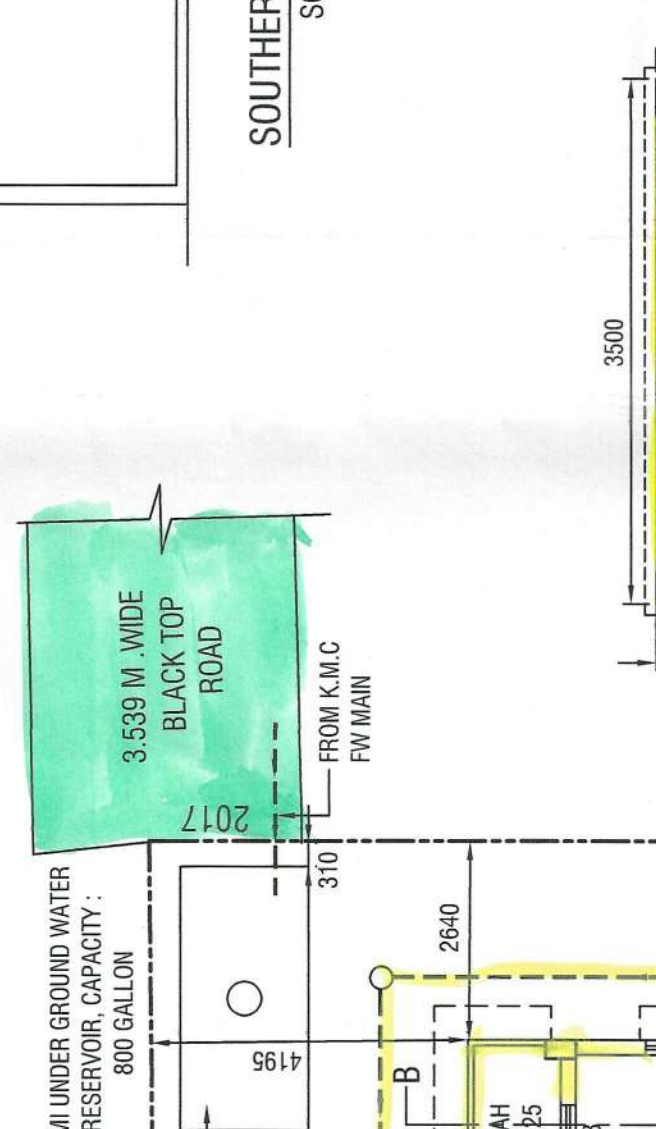 SOUTHER
SC
3500
3.539 M .WIDE
BLACK TOP
ROAD
FROM K.M.C
FW MAIN
2017
310
MI UNDER GROUND WATER
RESERVOIR, CAPACITY :
800 GALLON
2640
4195
B
AH
25